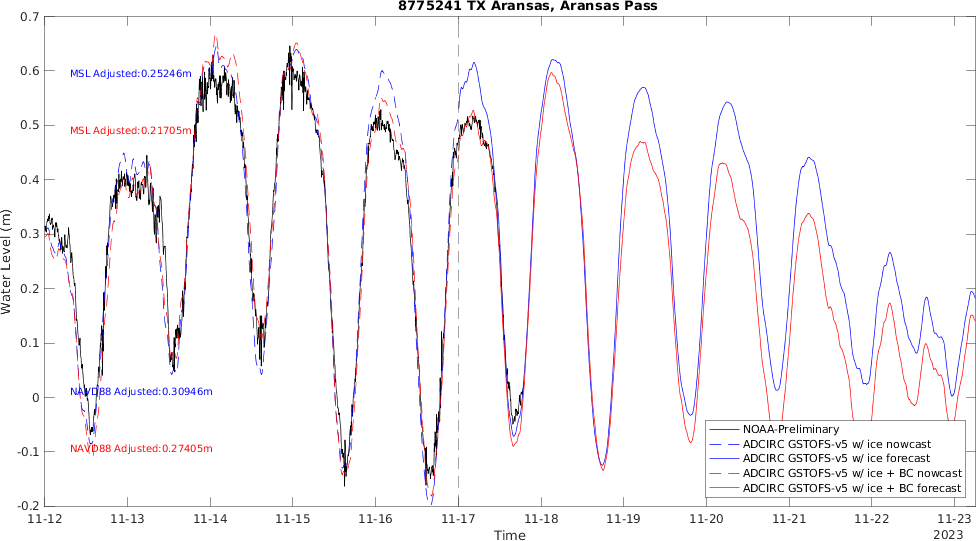 8775241 TX Aransas, Aransas Pass
0.7
0.6
0.5
0.4
0.3
0.2
0.1
0
-0.1
-0.2
Water Level (m)
MSL Adjusted:0.25246m
MSL Adjusted:0.21705m
NAVD88 Adjusted:0.30946m
NAVD88 Adjusted:0.27405m
NOAA-Preliminary
ADCIRC GSTOFS-v5 w/ ice nowcast
ADCIRC GSTOFS-v5 w/ ice forecast
ADCIRC GSTOFS-v5 w/ ice + BC nowcast
ADCIRC GSTOFS-v5 w/ ice + BC forecast
11-12 11-13 11-14 11-15 11-16 11-17 11-18 11-19 11-20 11-21 11-22 11-23
2023
Time